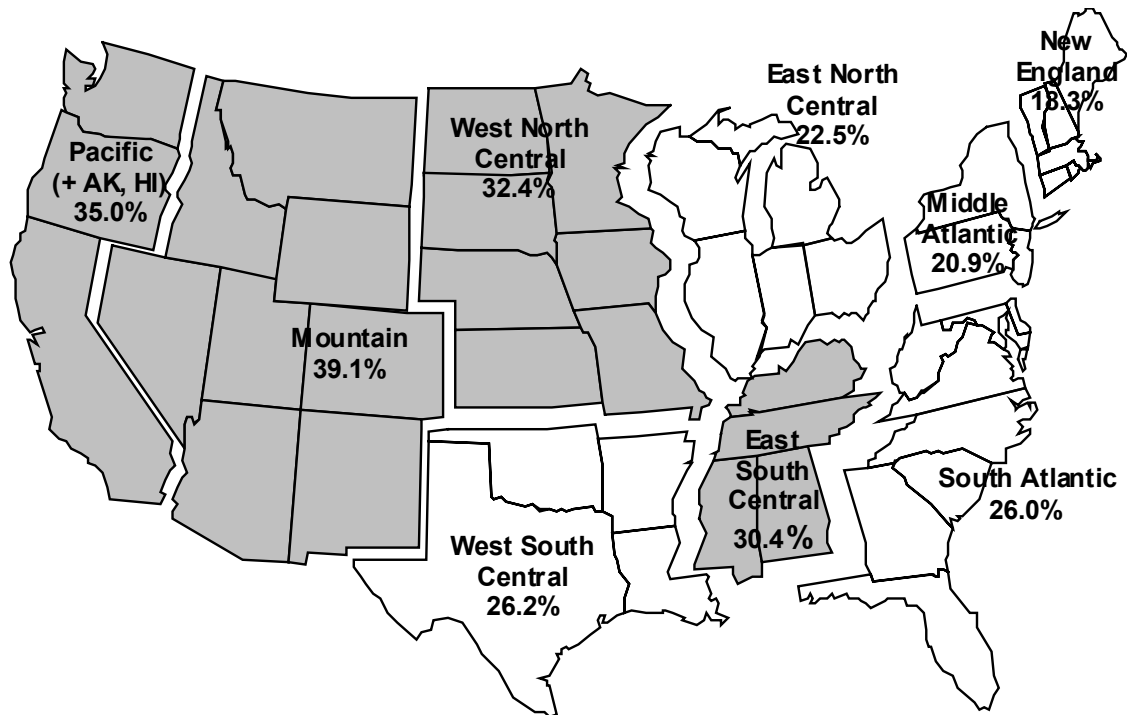 New
England
18.3%
East North
Central
22.5%
West North
Central
32.4%
Pacific
(+ AK, HI)
35.0%
Middle
Atlantic
20.9%
Mountain
39.1%
East
South
Central
30.4%
South Atlantic
26.0%
West South
Central
26.2%